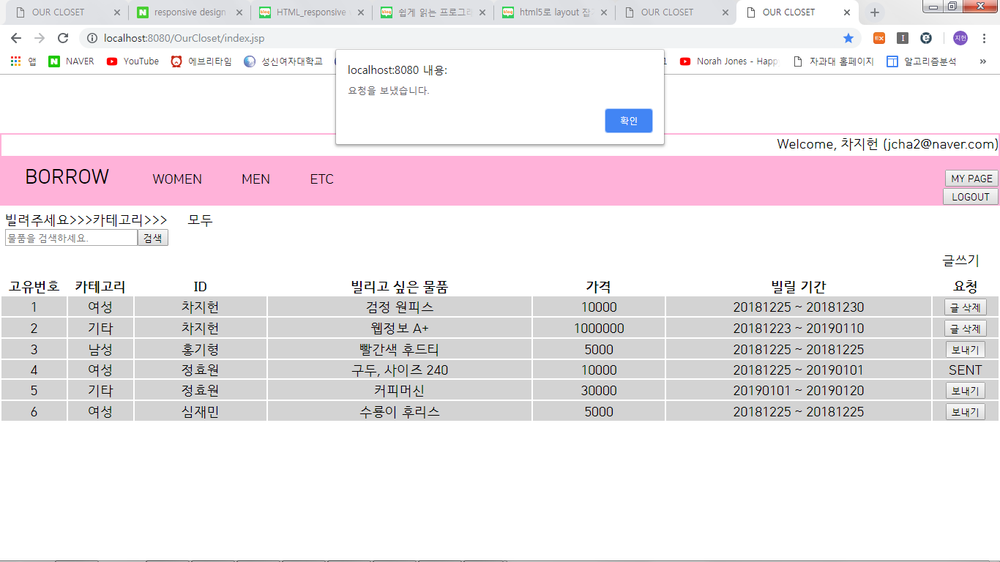 OUR CLOSET responsive design HTML_responsive 쉽게 읽는 프로그래 html5로 layout 잡 OUR CLOSET OUR CLOSET
localhost:8080/OurCloset/index.jsp 지헌
앱 NAVER YouTube 에브리타임 성신여자대학교 Norah Jones - Happ 자과대 홈페이지 알고리즘분석 »
localhost:8080 내용:
요청을 보냈습니다.
확인
Welcome, 차지헌 (jcha2@naver.com)
BORROW WOMEN MEN ETC
MY PAGE
LOGOUT
빌려주세요>>>카테고리>>> 모두
물품을 검색하세요. 검색
글쓰기
고유번호 카테고리 ID 빌리고 싶은 물품 가격 빌릴 기간 요청
1 여성 차지헌 검정 원피스 10000 20181225 ~ 20181230 글 삭제
2 기타 차지헌 웹정보 A+ 1000000 20181223 ~ 20190110 글 삭제
3 남성 홍기형 빨간색 후드티 5000 20181225 ~ 20181225 보내기
4 여성 정효원 구두, 사이즈 240 10000 20181225 ~ 20190101 SENT
5 기타 정효원 커피머신 30000 20190101 ~ 20190120 보내기
6 여성 심재민 수룡이 후리스 5000 20181225 ~ 20181225 보내기